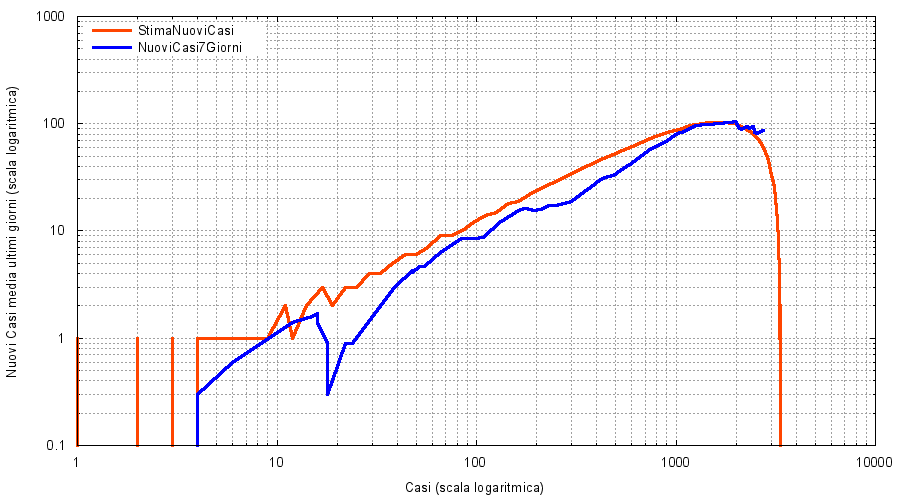 1000
100
10
1
0.1
Nuovi Casi media ultimi giorni (scala logaritmica)
StimaNuoviCasi
NuoviCasi7Giorni
1 10 100 1000 10000
Casi (scala logaritmica)